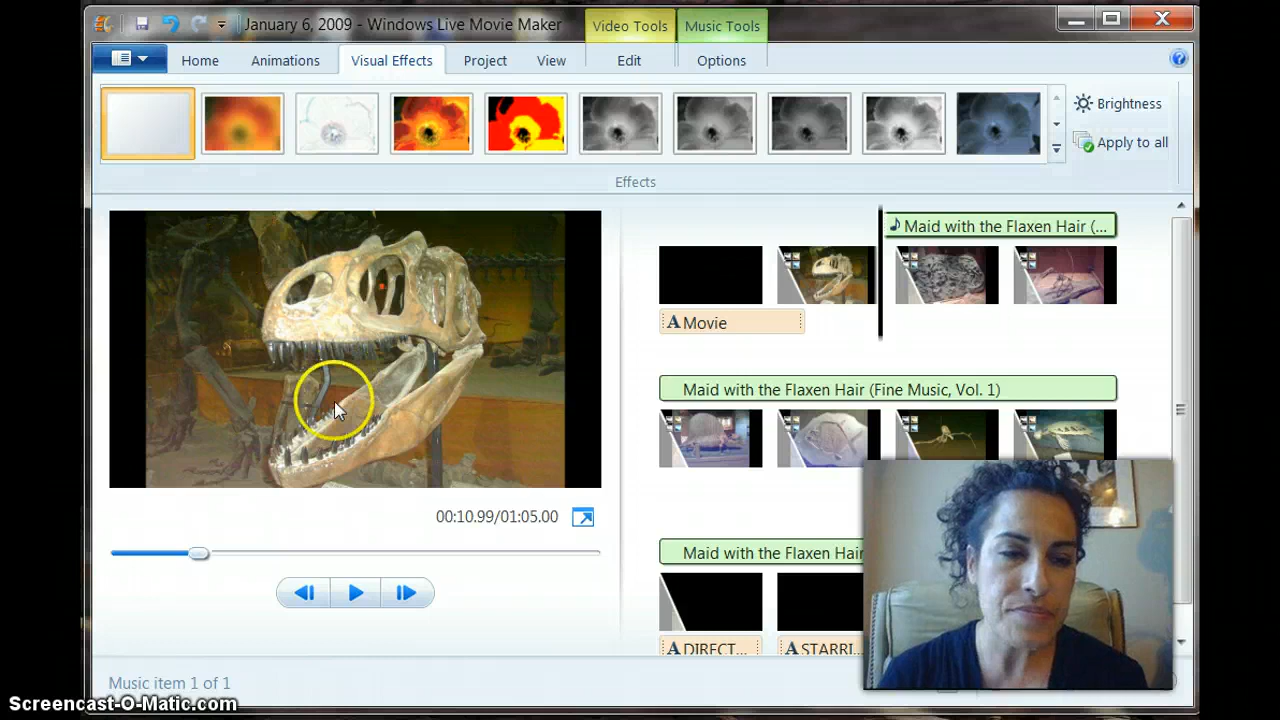 January 6, 2009 - Windows Live Movie Maker
Video Tools
Music Tools
Home
Animations
Visual Effects
Project
View
Edit
Options
Brightness
Apply to all
Effects
Maid with the Flaxen Hair (...
A Movie
Maid with the Flaxen Hair (Fine Music, Vol. 1)
00:10.99/01:05.00
Maid with the Flaxen Hair
A DIRECT...
A STARRI...
Music item 1 of 1
Screencast-O-Matic.com